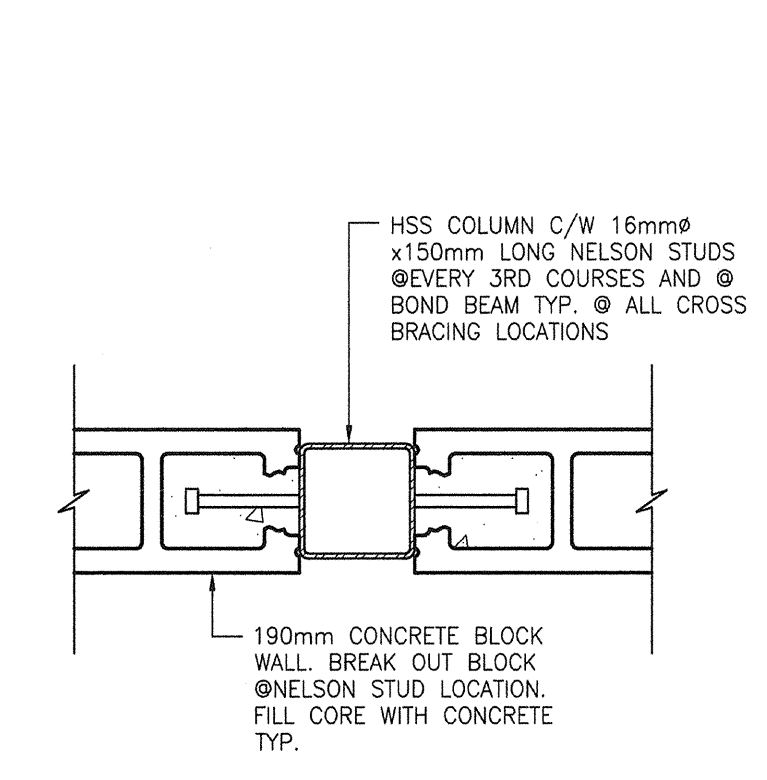 HSS COLUMN C/W 16mmø
x150mm LONG NELSON STUDS
@EVERY 3RD COURSES AND @
BOND BEAM TYP. @ ALL CROSS
BRACING LOCATIONS
190mm CONCRETE BLOCK
WALL. BREAK OUT BLOCK
@NELSON STUD LOCATION.
FILL CORE WITH CONCRETE
TYP.